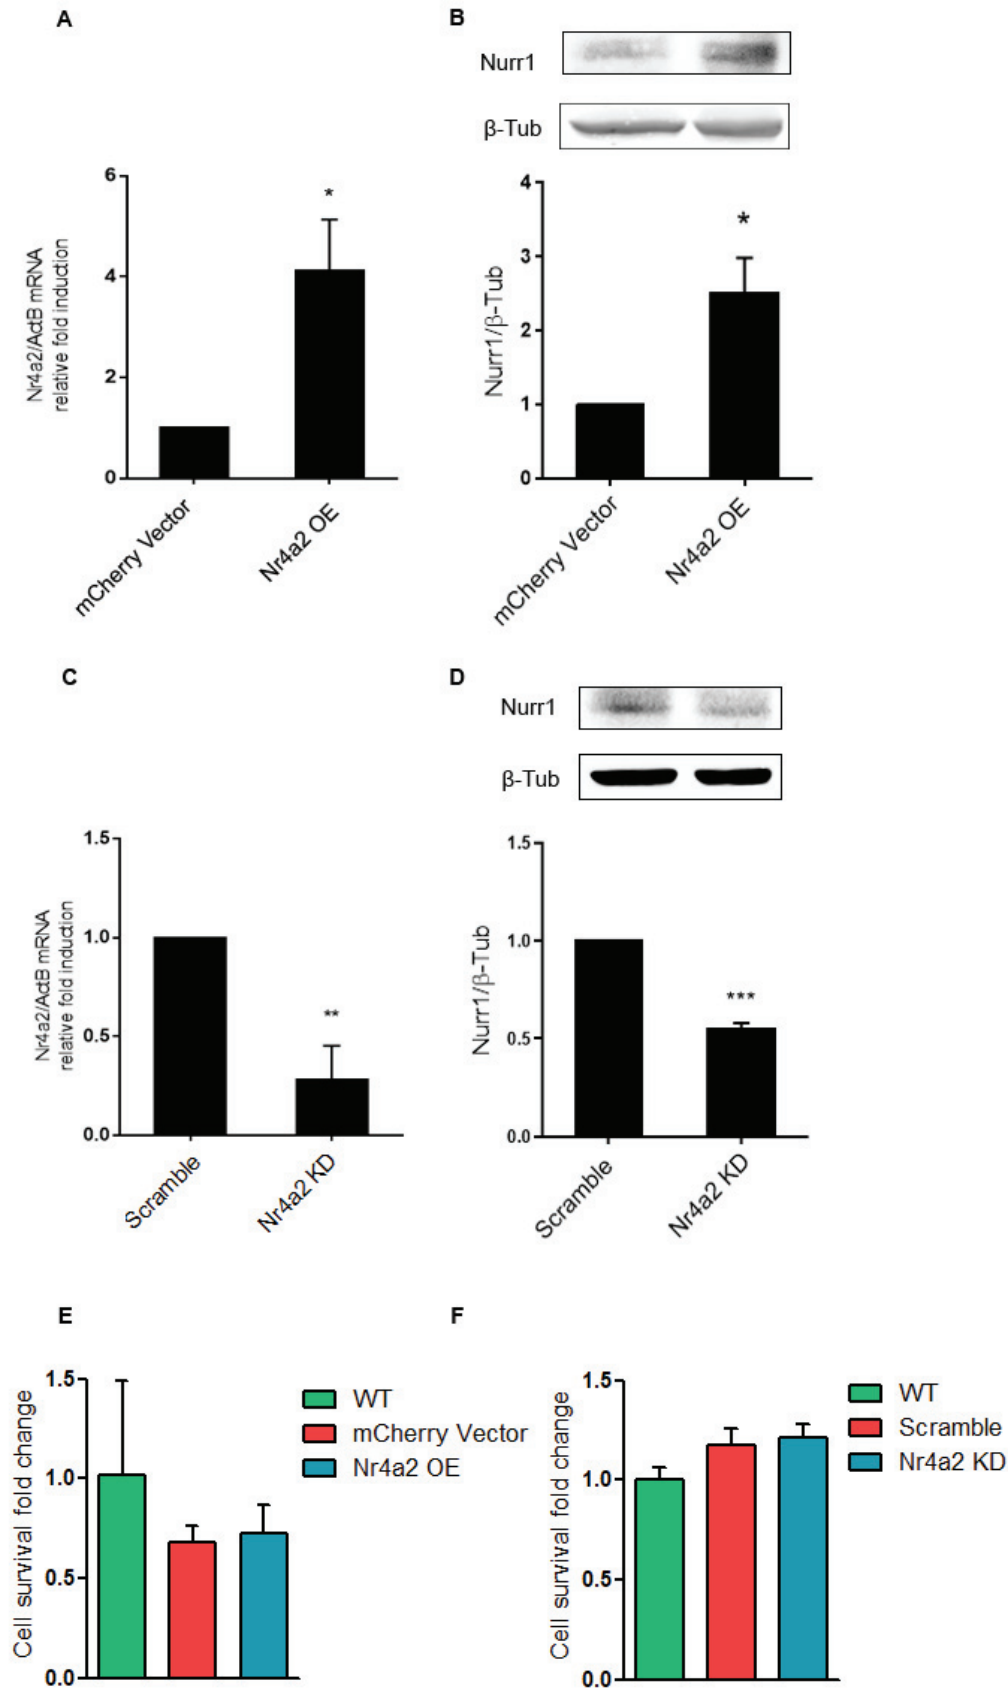 A
Nr4a2/ActB mRNA
relative fold induction
6
4
2
0
*
mCherry Vector
Nr4a2 OE
B
Nurr1
β-Tub
Nurr1/β-Tub
4
3
2
1
0
*
mCherry Vector
Nr4a2 OE
C
Nr4a2/ActB mRNA
relative fold induction
1.5
1.0
0.5
0.0
**
Scramble
Nr4a2 KD
D
Nurr1
β-Tub
Nurr1/β-Tub
1.5
1.0
0.5
0.0
***
Scramble
Nr4a2 KD
E
Cell survival fold change
1.5
1.0
0.5
0.0
WT
mCherry Vector
Nr4a2 OE
F
Cell survival fold change
1.5
1.0
0.5
0.0
WT
Scramble
Nr4a2 KD